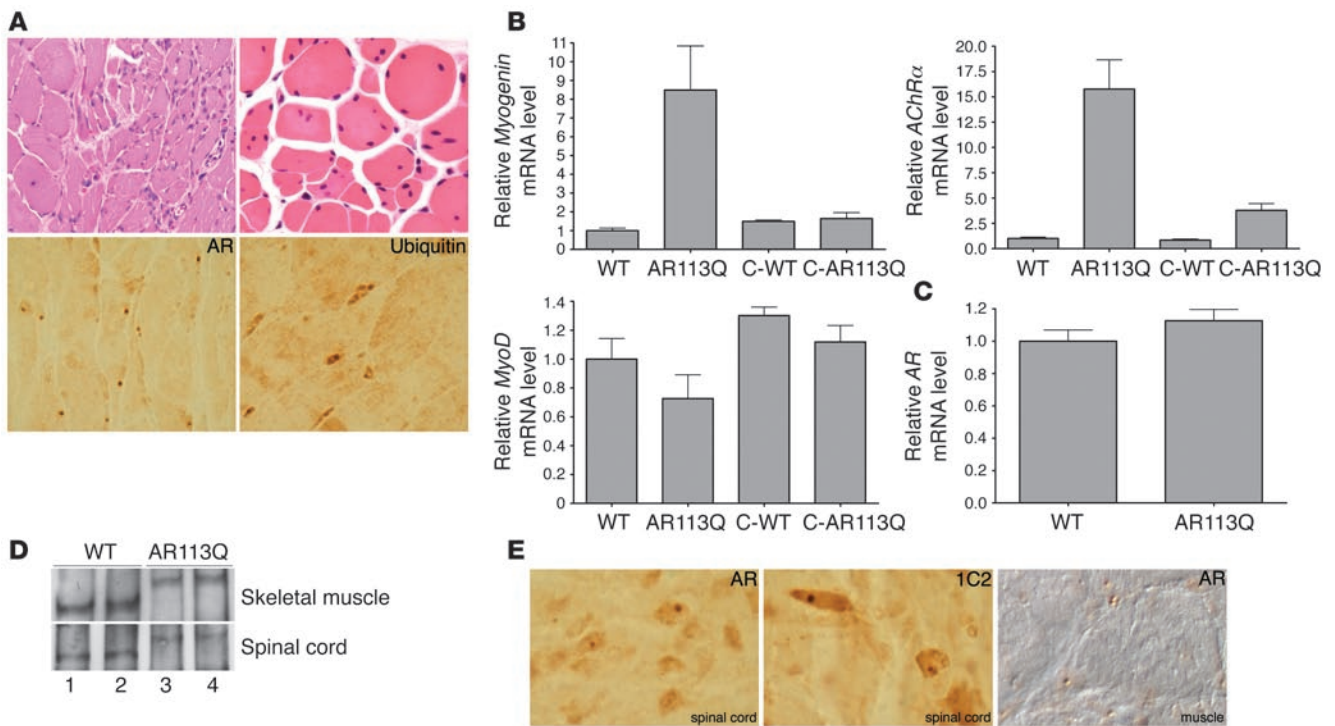 A
AR
Ubiquitin
B
Relative Myogenin
mRNA level
11
10
9
8
7
6
5
4
3
2
1
0
WT
AR113Q
C-WT
C-AR113Q
Relative AChRα
mRNA level
20.0
17.5
15.0
12.5
10.0
7.5
5.0
2.5
0.0
WT
AR113Q
C-WT
C-AR113Q
Relative MyoD
mRNA level
1.4
1.2
1.0
0.8
0.6
0.4
0.2
0
WT
AR113Q
C-WT
C-AR113Q
C
Relative AR
mRNA level
1.2
1.0
0.8
0.6
0.4
0.2
0.0
WT
AR113Q
D
WT AR113Q
Skeletal muscle
Spinal cord
1 2 3 4
E
AR
spinal cord
1C2
spinal cord
AR
muscle